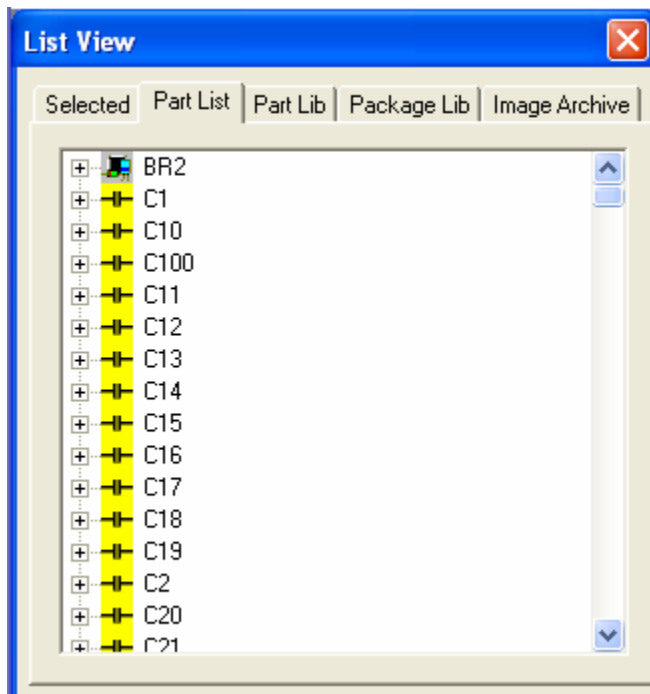 List View
Selected Part List Part Lib Package Lib Image Archive
BR2
C1
C10
C100
C11
C12
C13
C14
C15
C16
C17
C18
C19
C2
C20
C21